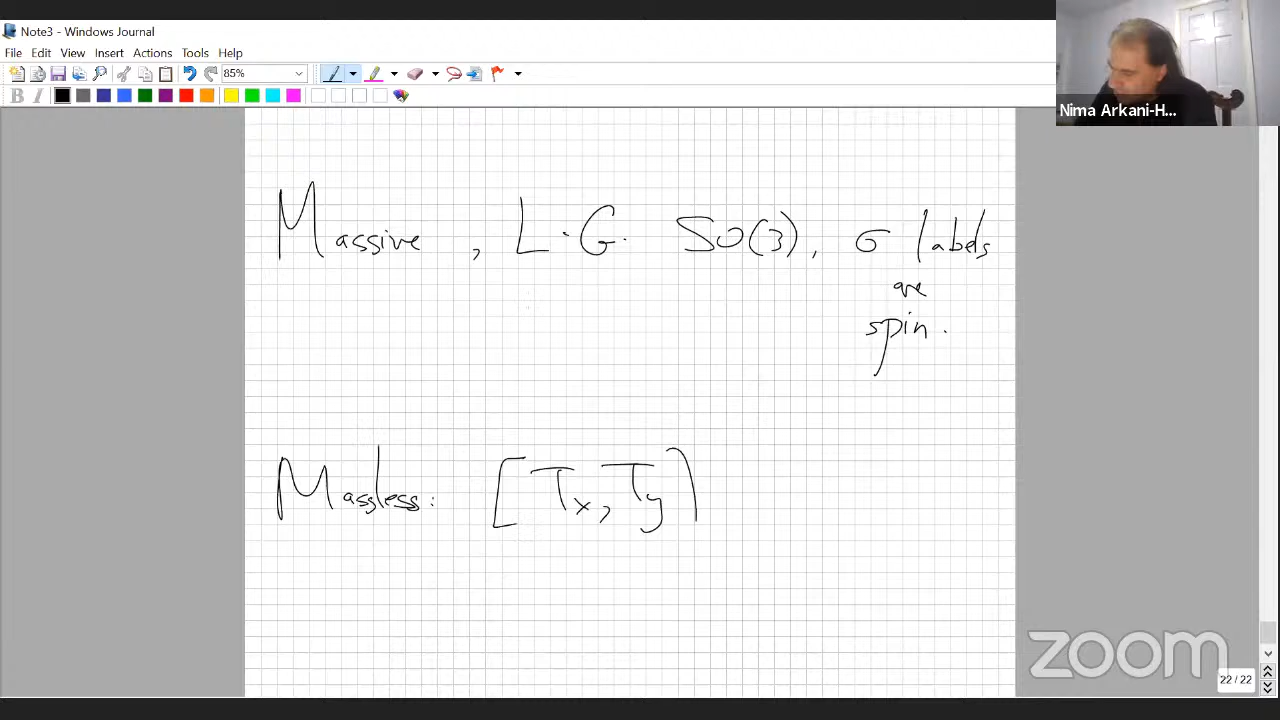 Note3 - Windows Journal
File Edit View Insert Actions Tools Help
85%
B I
Nima Arkani-H...
Massive, L.G. SO(3), σ labels
are
spin.
Massless: [Tx, Ty]
zoom
22 / 22